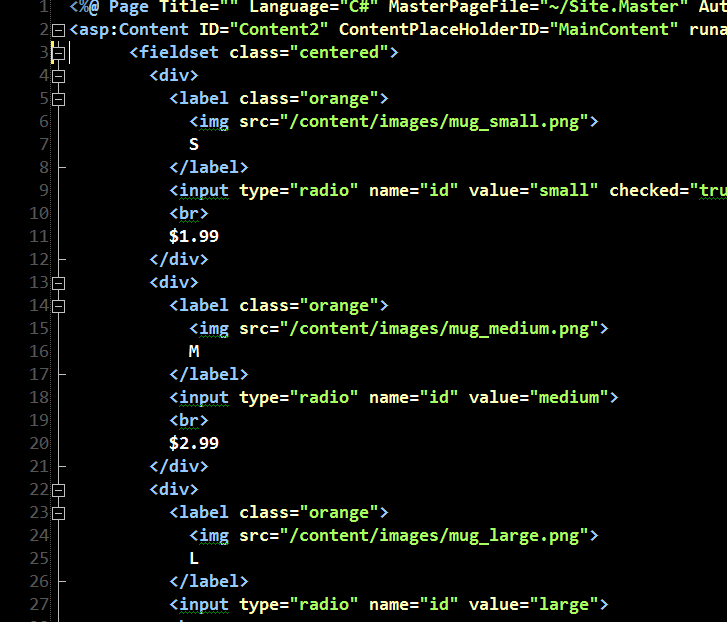 1 <%@ Page Title="" Language="C#" MasterPageFile="~/Site.Master" Aut
2 <asp:Content ID="Content2" ContentPlaceHolderID="MainContent" runa
3 <fieldset class="centered">
4 <div>
5 <label class="orange">
6 <img src="/content/images/mug_small.png">
7 S
8 </label>
9 <input type="radio" name="id" value="small" checked="tru
10 <br>
11 $1.99
12 </div>
13 <div>
14 <label class="orange">
15 <img src="/content/images/mug_medium.png">
16 M
17 </label>
18 <input type="radio" name="id" value="medium">
19 <br>
20 $2.99
21 </div>
22 <div>
23 <label class="orange">
24 <img src="/content/images/mug_large.png">
25 L
26 </label>
27 <input type="radio" name="id" value="large">